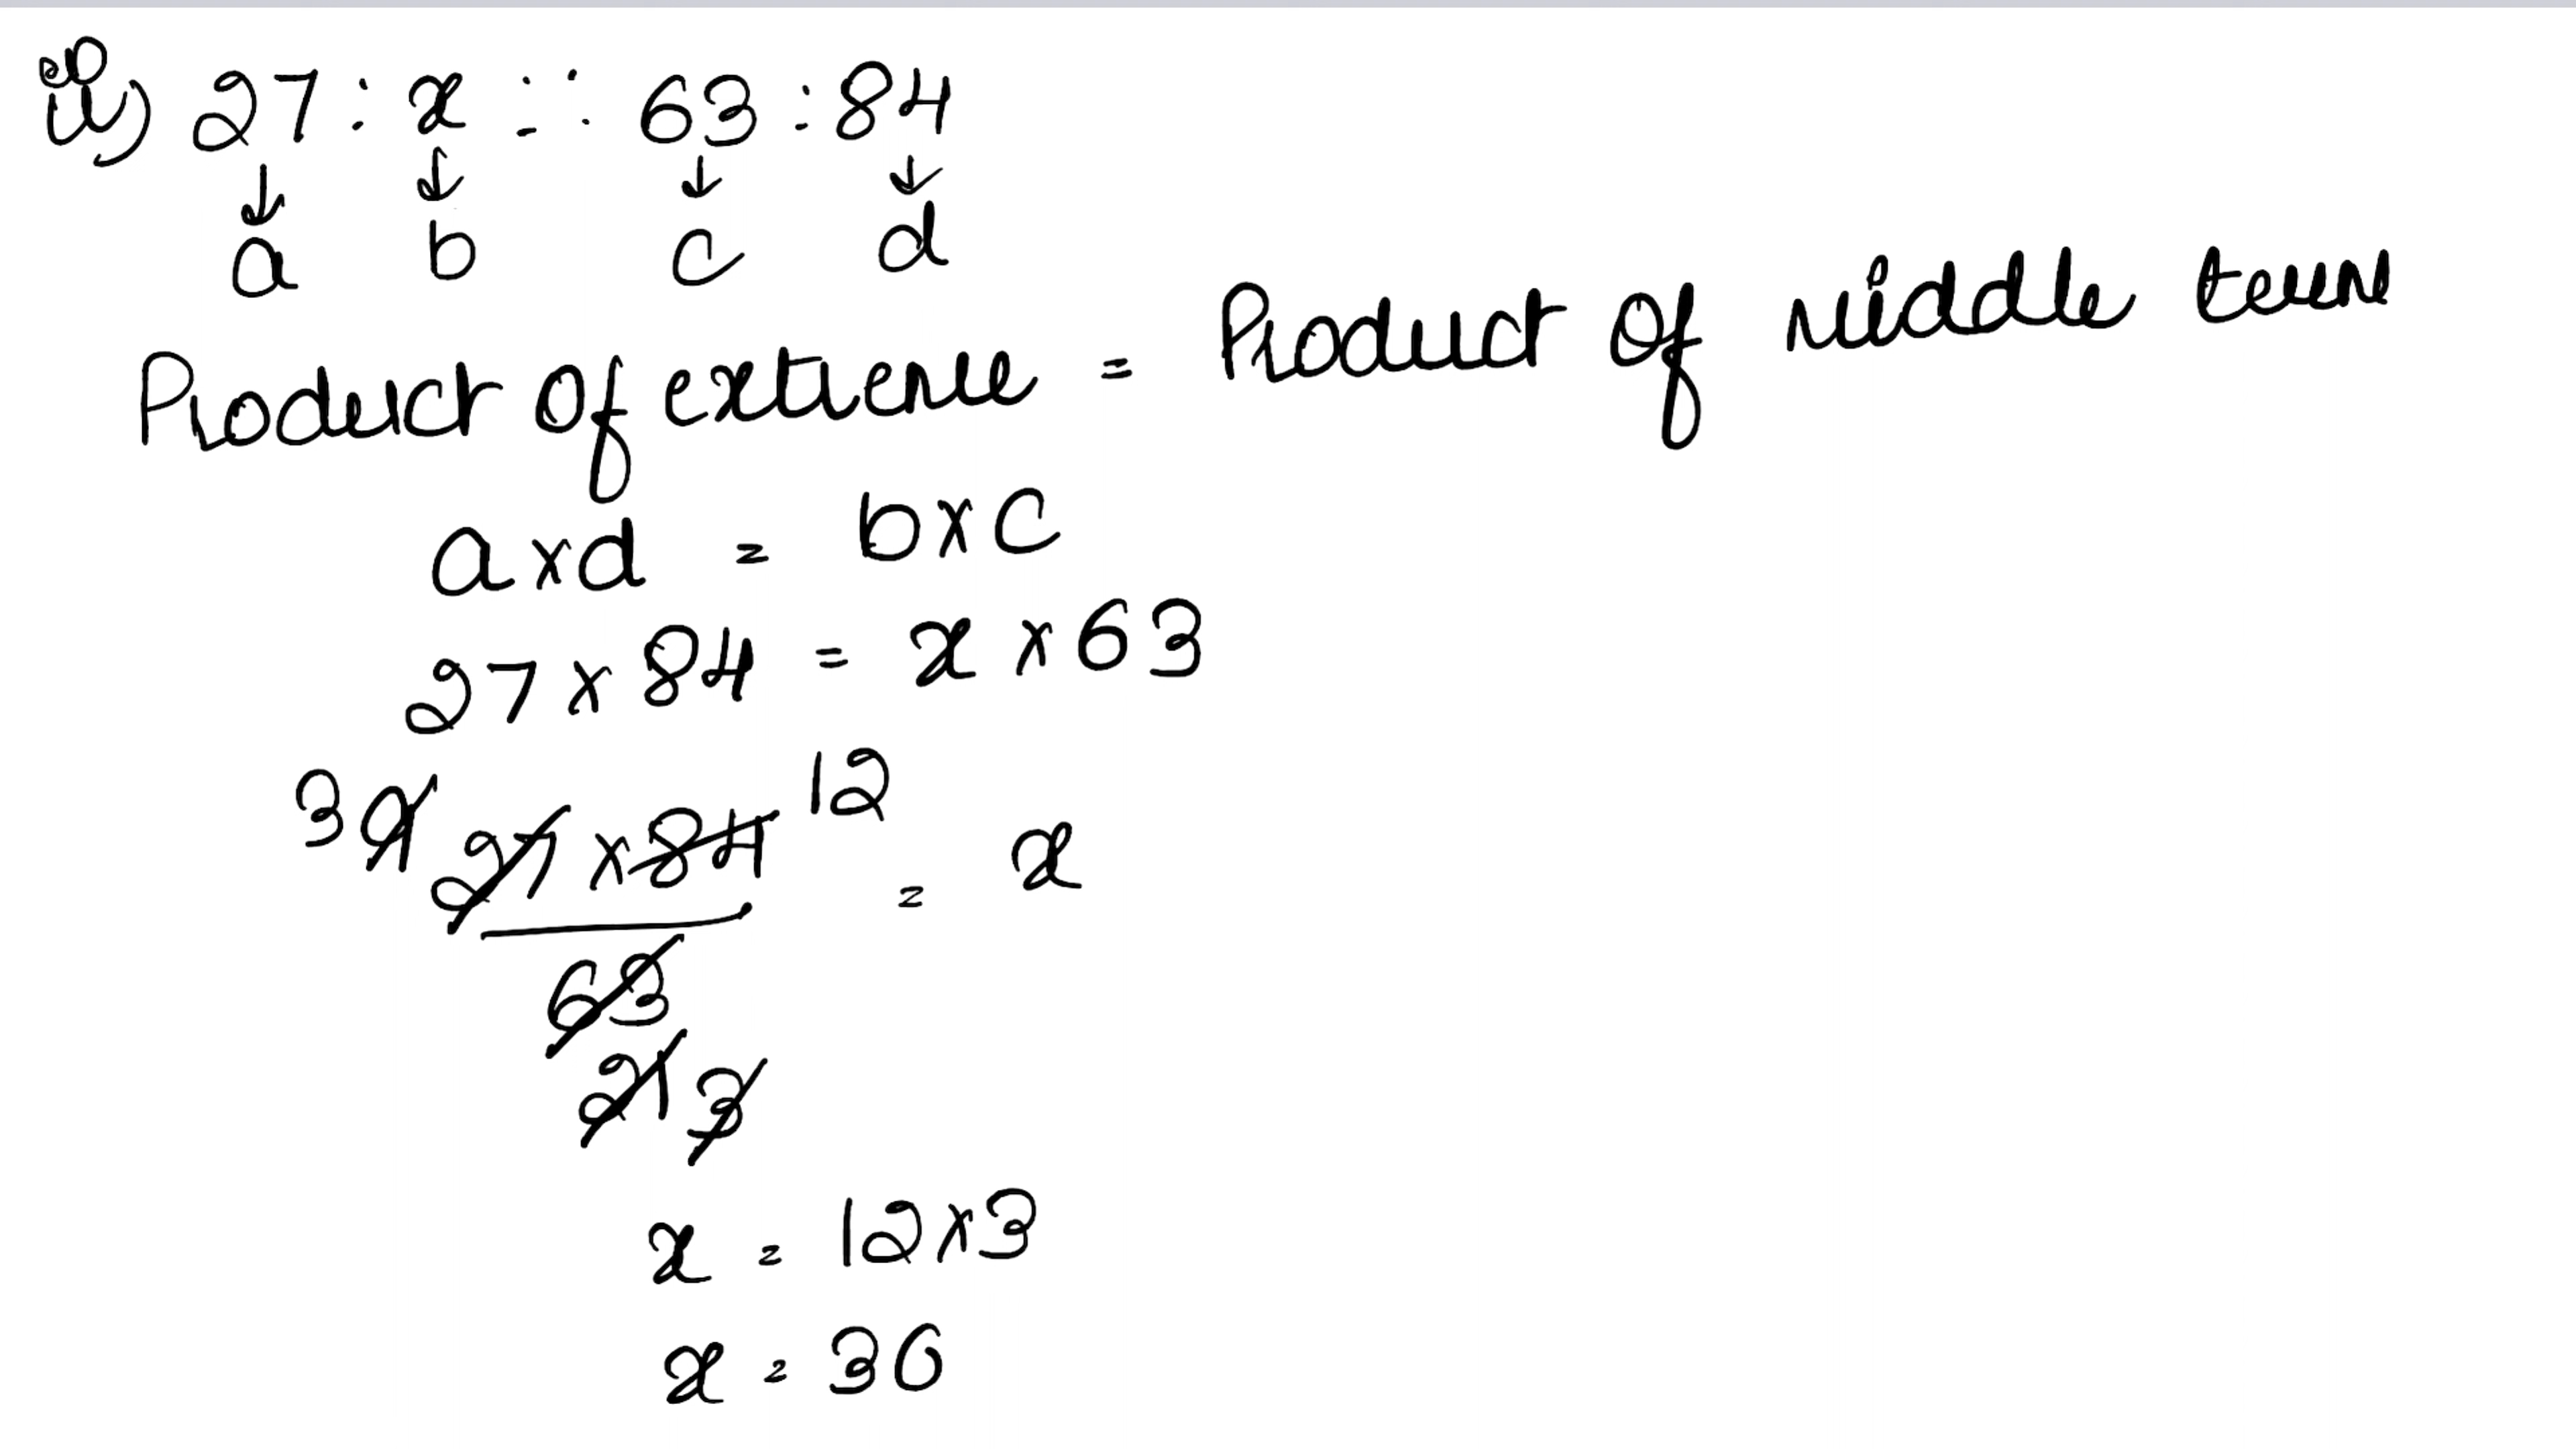 ii) 27 : x :: 63 : 84
↓ ↓ ↓ ↓
a b c d
Product of extreme = Product of middle term
a x d = b x c
27 x 84 = x x 63
3 9 27 x 84 12 = x
63
21 3
x = 12 x 3
x = 36